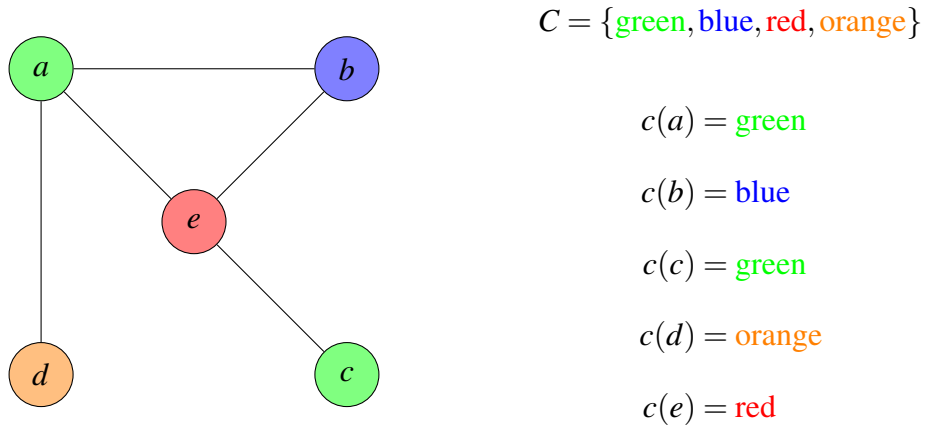 a
b
e
d
c
C = {green, blue, red, orange}
c(a) = green
c(b) = blue
c(c) = green
c(d) = orange
c(e) = red